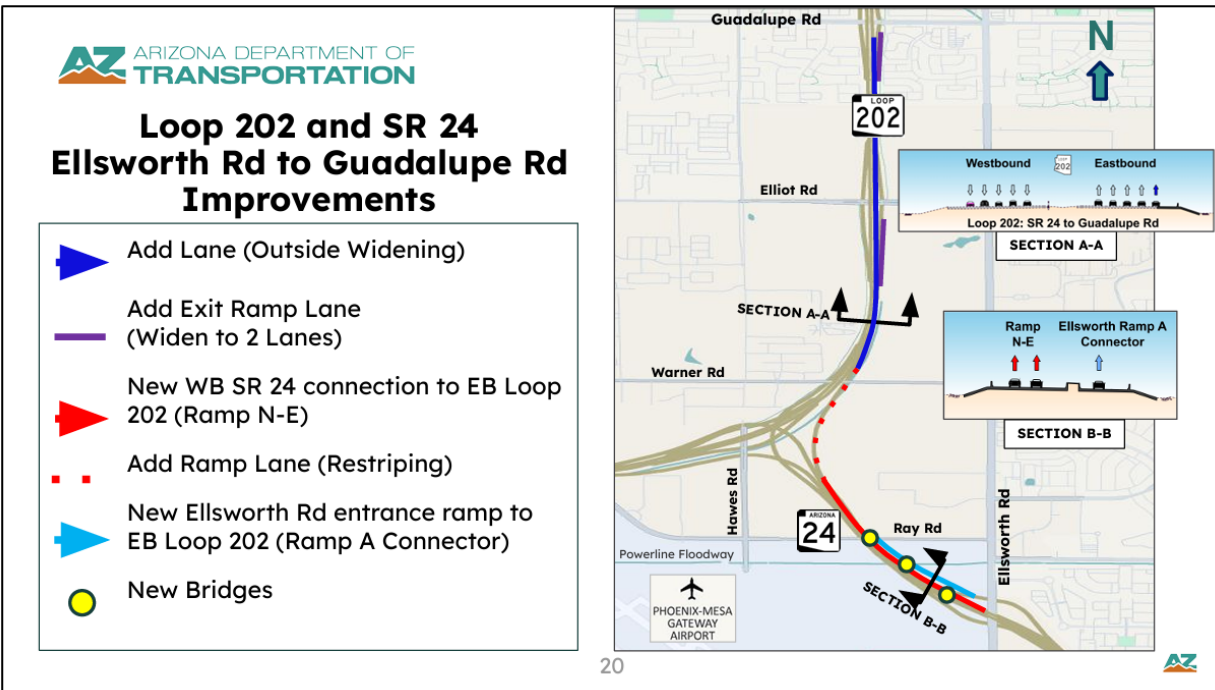 AZ ARIZONA DEPARTMENT OF
TRANSPORTATION
Loop 202 and SR 24
Ellsworth Rd to Guadalupe Rd
Improvements
Add Lane (Outside Widening)
Add Exit Ramp Lane
(Widen to 2 Lanes)
New WB SR 24 connection to EB Loop
202 (Ramp N-E)
Add Ramp Lane (Restriping)
New Ellsworth Rd entrance ramp to
EB Loop 202 (Ramp A Connector)
New Bridges
Guadalupe Rd
N
LOOP
202
Elliot Rd
Westbound
LOOP
202
Eastbound
Loop 202: SR 24 to Guadalupe Rd
SECTION A-A
SECTION A-A
Warner Rd
Ramp
N-E
Ellsworth Ramp A
Connector
SECTION B-B
Hawes Rd
ARIZONA
24
Ray Rd
Ellsworth Rd
Powerline Floodway
PHOENIX-MESA
GATEWAY
AIRPORT
SECTION B-B
20
AZ